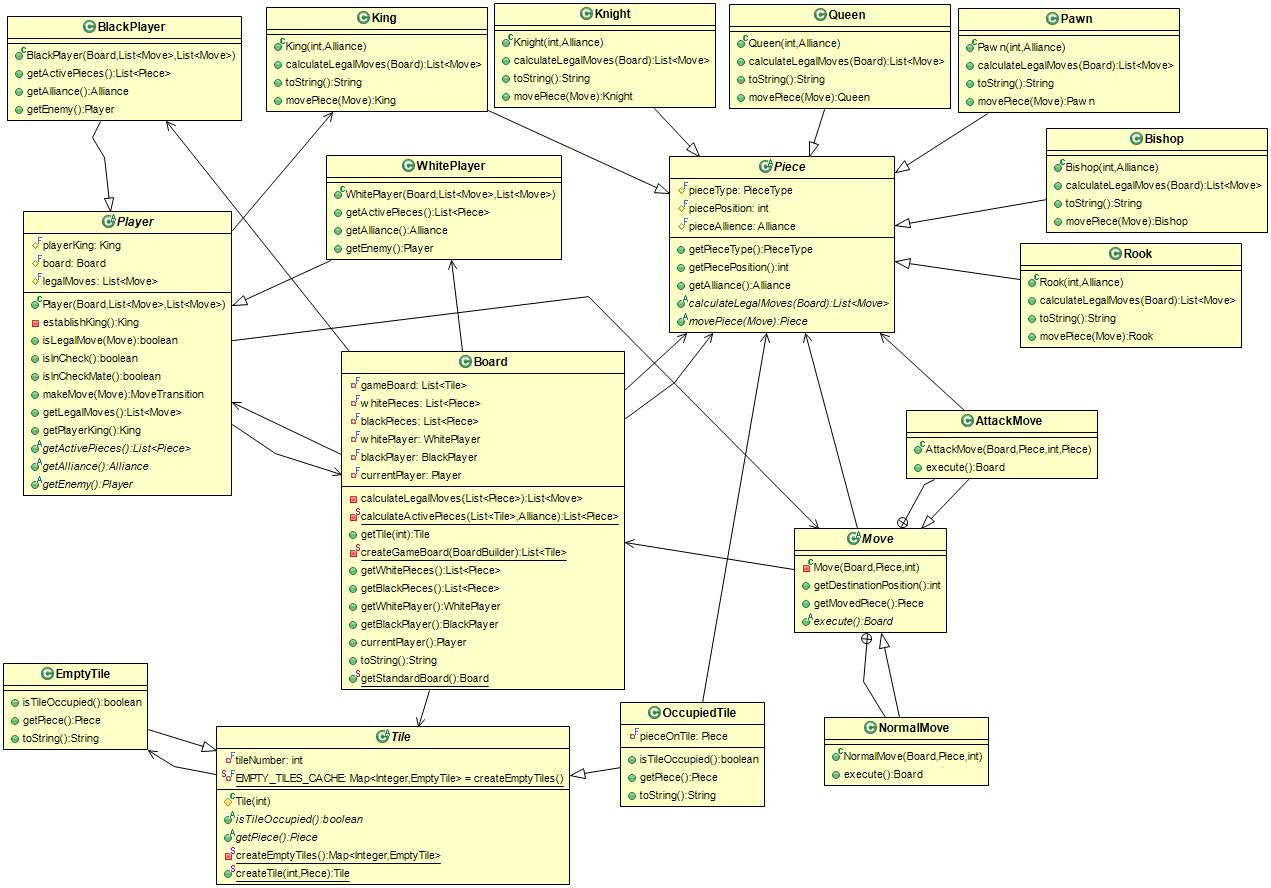 BlackPlayer
BlackPlayer(Board,List<Move>,List<Move>)
getActivePieces():List<Piece>
getAlliance():Alliance
getEnemy():Player
King
King(int,Alliance)
calculateLegalMoves(Board):List<Move>
toString():String
movePiece(Move):King
Knight
Knight(int,Alliance)
calculateLegalMoves(Board):List<Move>
toString():String
movePiece(Move):Knight
Queen
Queen(int,Alliance)
calculateLegalMoves(Board):List<Move>
toString():String
movePiece(Move):Queen
Pawn
Pawn(int,Alliance)
calculateLegalMoves(Board):List<Move>
toString():String
movePiece(Move):Pawn
Bishop
Bishop(int,Alliance)
calculateLegalMoves(Board):List<Move>
toString():String
movePiece(Move):Bishop
WhitePlayer
WhitePlayer(Board,List<Move>,List<Move>)
getActivePieces():List<Piece>
getAlliance():Alliance
getEnemy():Player
Piece
pieceType: PieceType
piecePosition: int
pieceAllience: Alliance
getPieceType():PieceType
getPiecePosition():int
getAlliance():Alliance
calculateLegalMoves(Board):List<Move>
movePiece(Move):Piece
Player
playerKing: King
board: Board
legalMoves: List<Move>
Player(Board,List<Move>,List<Move>)
establishKing():King
isLegalMove(Move):boolean
isInCheck():boolean
isInCheckMate():boolean
makeMove(Move):MoveTransition
getLegalMoves():List<Move>
getPlayerKing():King
getActivePieces():List<Piece>
getAlliance():Alliance
getEnemy():Player
Rook
Rook(int,Alliance)
calculateLegalMoves(Board):List<Move>
toString():String
movePiece(Move):Rook
Board
gameBoard: List<Tile>
whitePieces: List<Piece>
blackPieces: List<Piece>
whitePlayer: WhitePlayer
blackPlayer: BlackPlayer
currentPlayer: Player
calculateLegalMoves(List<Piece>):List<Move>
calculateActivePieces(List<Tile>,Alliance):List<Piece>
getTile(int):Tile
createGameBoard(BoardBuilder):List<Tile>
getWhitePieces():List<Piece>
getBlackPieces():List<Piece>
getWhitePlayer():WhitePlayer
getBlackPlayer():BlackPlayer
currentPlayer():Player
toString():String
getStandardBoard():Board
AttackMove
AttackMove(Board,Piece,int,Piece)
execute():Board
Move
Move(Board,Piece,int)
getDestinationPosition():int
getMovedPiece():Piece
execute():Board
EmptyTile
isTileOccupied():boolean
getPiece():Piece
toString():String
Tile
tileNumber: int
EMPTY_TILES_CACHE: Map<Integer,EmptyTile> = createEmptyTiles()
Tile(int)
isTileOccupied():boolean
getPiece():Piece
createEmptyTiles():Map<Integer,EmptyTile>
createTile(int,Piece):Tile
OccupiedTile
pieceOnTile: Piece
isTileOccupied():boolean
getPiece():Piece
toString():String
NormalMove
NormalMove(Board,Piece,int)
execute():Board